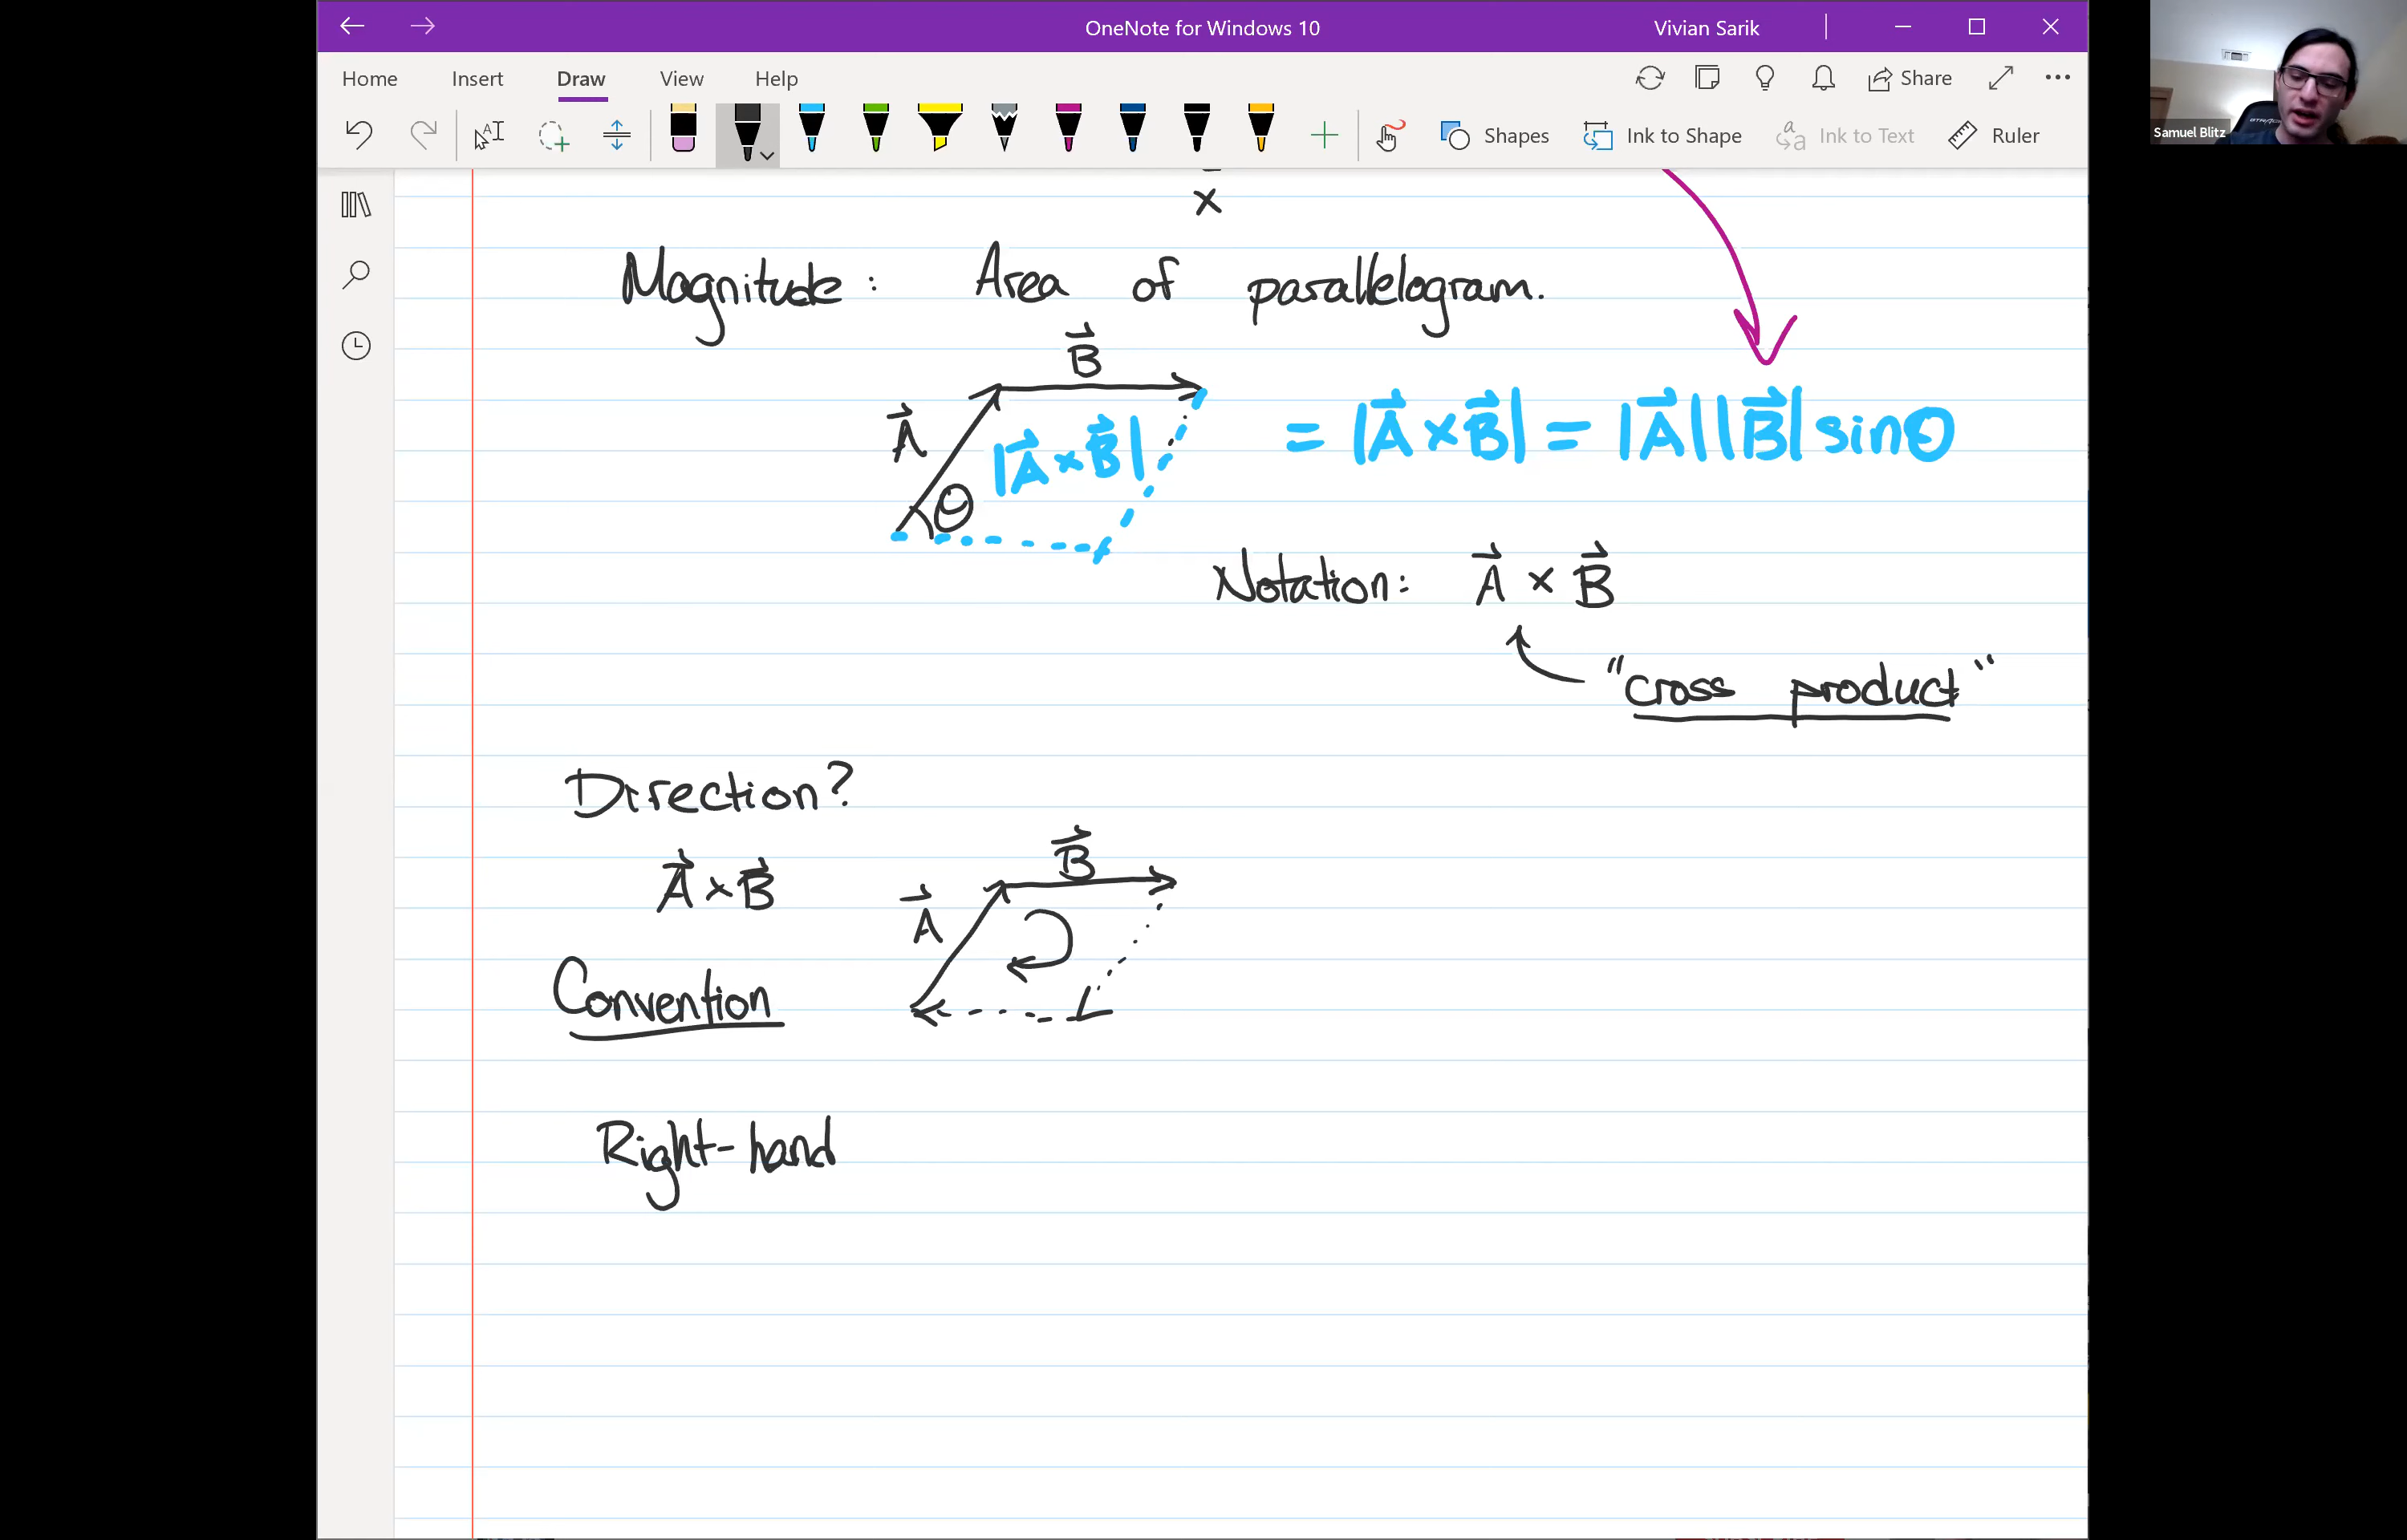 OneNote for Windows 10
Vivian Sarik
Home Insert Draw View Help
Share
Shapes Ink to Shape Ink to Text Ruler
Samuel Blitz
x
Magnitude: Area of parallelogram.
B⃗
A⃗
|A⃗ × B⃗|
θ
= |A⃗ × B⃗| = |A⃗||B⃗| sinθ
Notation: A⃗ × B⃗
"cross product"
Direction?
A⃗ × B⃗
B⃗
A⃗
Convention
Right-hand